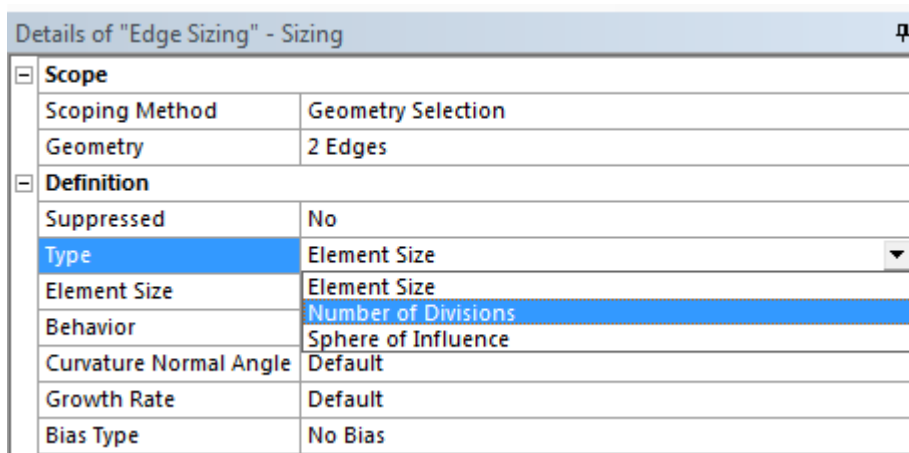 Details of "Edge Sizing" - Sizing
Scope
Scoping Method Geometry Selection
Geometry 2 Edges
Definition
Suppressed No
Type Element Size
Element Size Element Size
Number of Divisions
Behavior
Sphere of Influence
Curvature Normal Angle Default
Growth Rate Default
Bias Type No Bias